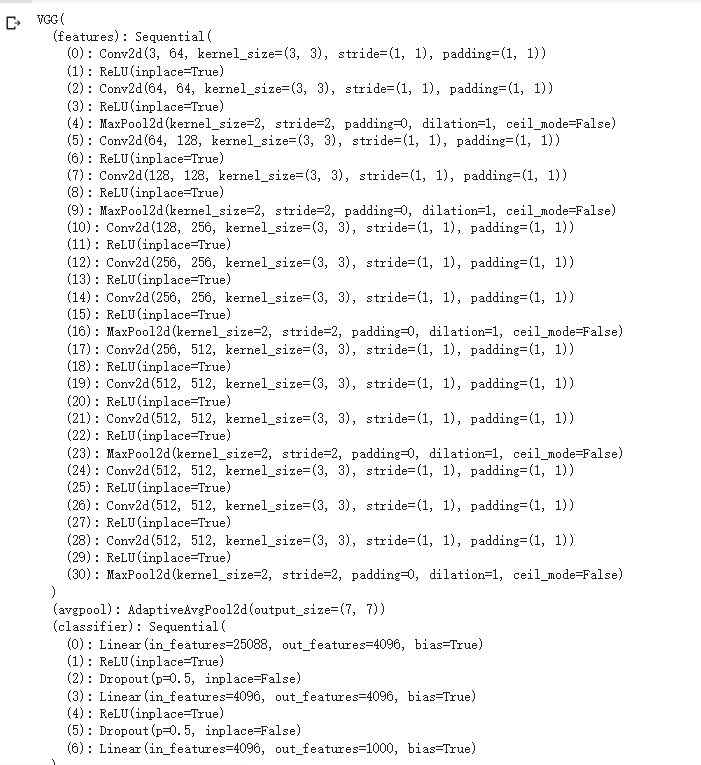 VGG(
(features): Sequential(
(0): Conv2d(3, 64, kernel_size=(3, 3), stride=(1, 1), padding=(1, 1))
(1): ReLU(inplace=True)
(2): Conv2d(64, 64, kernel_size=(3, 3), stride=(1, 1), padding=(1, 1))
(3): ReLU(inplace=True)
(4): MaxPool2d(kernel_size=2, stride=2, padding=0, dilation=1, ceil_mode=False)
(5): Conv2d(64, 128, kernel_size=(3, 3), stride=(1, 1), padding=(1, 1))
(6): ReLU(inplace=True)
(7): Conv2d(128, 128, kernel_size=(3, 3), stride=(1, 1), padding=(1, 1))
(8): ReLU(inplace=True)
(9): MaxPool2d(kernel_size=2, stride=2, padding=0, dilation=1, ceil_mode=False)
(10): Conv2d(128, 256, kernel_size=(3, 3), stride=(1, 1), padding=(1, 1))
(11): ReLU(inplace=True)
(12): Conv2d(256, 256, kernel_size=(3, 3), stride=(1, 1), padding=(1, 1))
(13): ReLU(inplace=True)
(14): Conv2d(256, 256, kernel_size=(3, 3), stride=(1, 1), padding=(1, 1))
(15): ReLU(inplace=True)
(16): MaxPool2d(kernel_size=2, stride=2, padding=0, dilation=1, ceil_mode=False)
(17): Conv2d(256, 512, kernel_size=(3, 3), stride=(1, 1), padding=(1, 1))
(18): ReLU(inplace=True)
(19): Conv2d(512, 512, kernel_size=(3, 3), stride=(1, 1), padding=(1, 1))
(20): ReLU(inplace=True)
(21): Conv2d(512, 512, kernel_size=(3, 3), stride=(1, 1), padding=(1, 1))
(22): ReLU(inplace=True)
(23): MaxPool2d(kernel_size=2, stride=2, padding=0, dilation=1, ceil_mode=False)
(24): Conv2d(512, 512, kernel_size=(3, 3), stride=(1, 1), padding=(1, 1))
(25): ReLU(inplace=True)
(26): Conv2d(512, 512, kernel_size=(3, 3), stride=(1, 1), padding=(1, 1))
(27): ReLU(inplace=True)
(28): Conv2d(512, 512, kernel_size=(3, 3), stride=(1, 1), padding=(1, 1))
(29): ReLU(inplace=True)
(30): MaxPool2d(kernel_size=2, stride=2, padding=0, dilation=1, ceil_mode=False)
)
(avgpool): AdaptiveAvgPool2d(output_size=(7, 7))
(classifier): Sequential(
(0): Linear(in_features=25088, out_features=4096, bias=True)
(1): ReLU(inplace=True)
(2): Dropout(p=0.5, inplace=False)
(3): Linear(in_features=4096, out_features=4096, bias=True)
(4): ReLU(inplace=True)
(5): Dropout(p=0.5, inplace=False)
(6): Linear(in_features=4096, out_features=1000, bias=True)
)